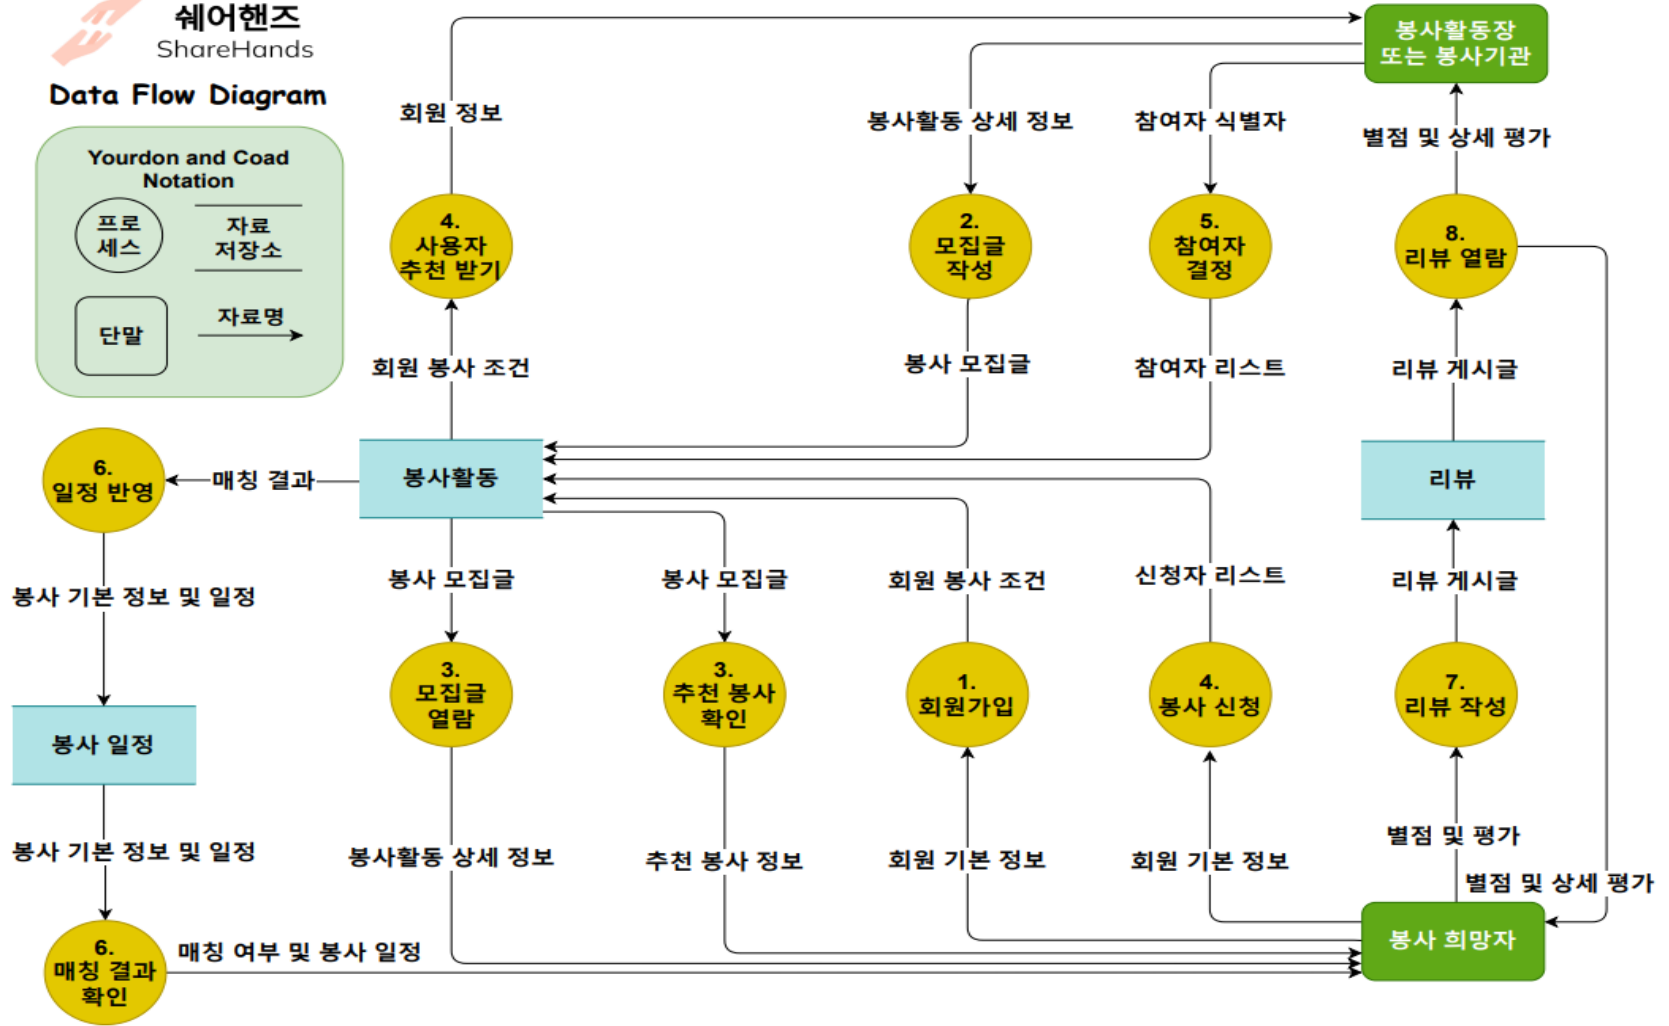 쉐어핸즈
ShareHands
Data Flow Diagram
Yourdon and Coad
Notation
프로
세스
자료
저장소
단말
자료명
봉사활동장
또는 봉사기관
회원 정보
봉사활동 상세 정보
참여자 식별자
별점 및 상세 평가
4.
사용자
추천 받기
2.
모집글
작성
5.
참여자
결정
8.
리뷰 열람
회원 봉사 조건
봉사 모집글
참여자 리스트
리뷰 게시글
6.
일정 반영
매칭 결과
봉사활동
리뷰
봉사 기본 정보 및 일정
봉사 모집글
봉사 모집글
회원 봉사 조건
신청자 리스트
리뷰 게시글
3.
모집글
열람
3.
추천 봉사
확인
1.
회원가입
4.
봉사 신청
7.
리뷰 작성
봉사 일정
봉사 기본 정보 및 일정
봉사활동 상세 정보
추천 봉사 정보
회원 기본 정보
회원 기본 정보
별점 및 평가
별점 및 상세 평가
6.
매칭 결과
확인
매칭 여부 및 봉사 일정
봉사 희망자